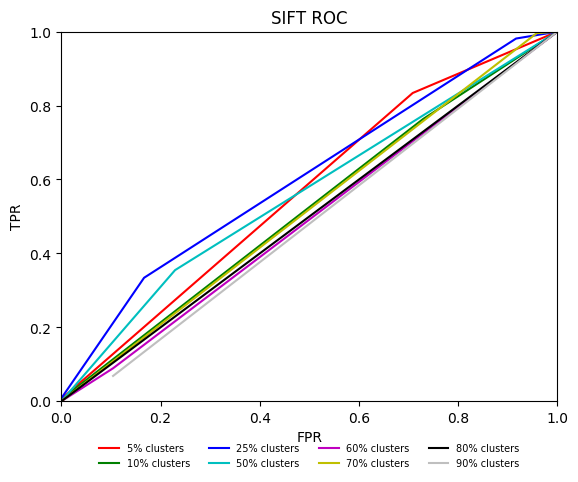 SIFT ROC
TPR
1.0
0.8
0.6
0.4
0.2
0.0
0.0 0.2 0.4 0.6 0.8 1.0
FPR
5% clusters 25% clusters 60% clusters 80% clusters
10% clusters 50% clusters 70% clusters 90% clusters